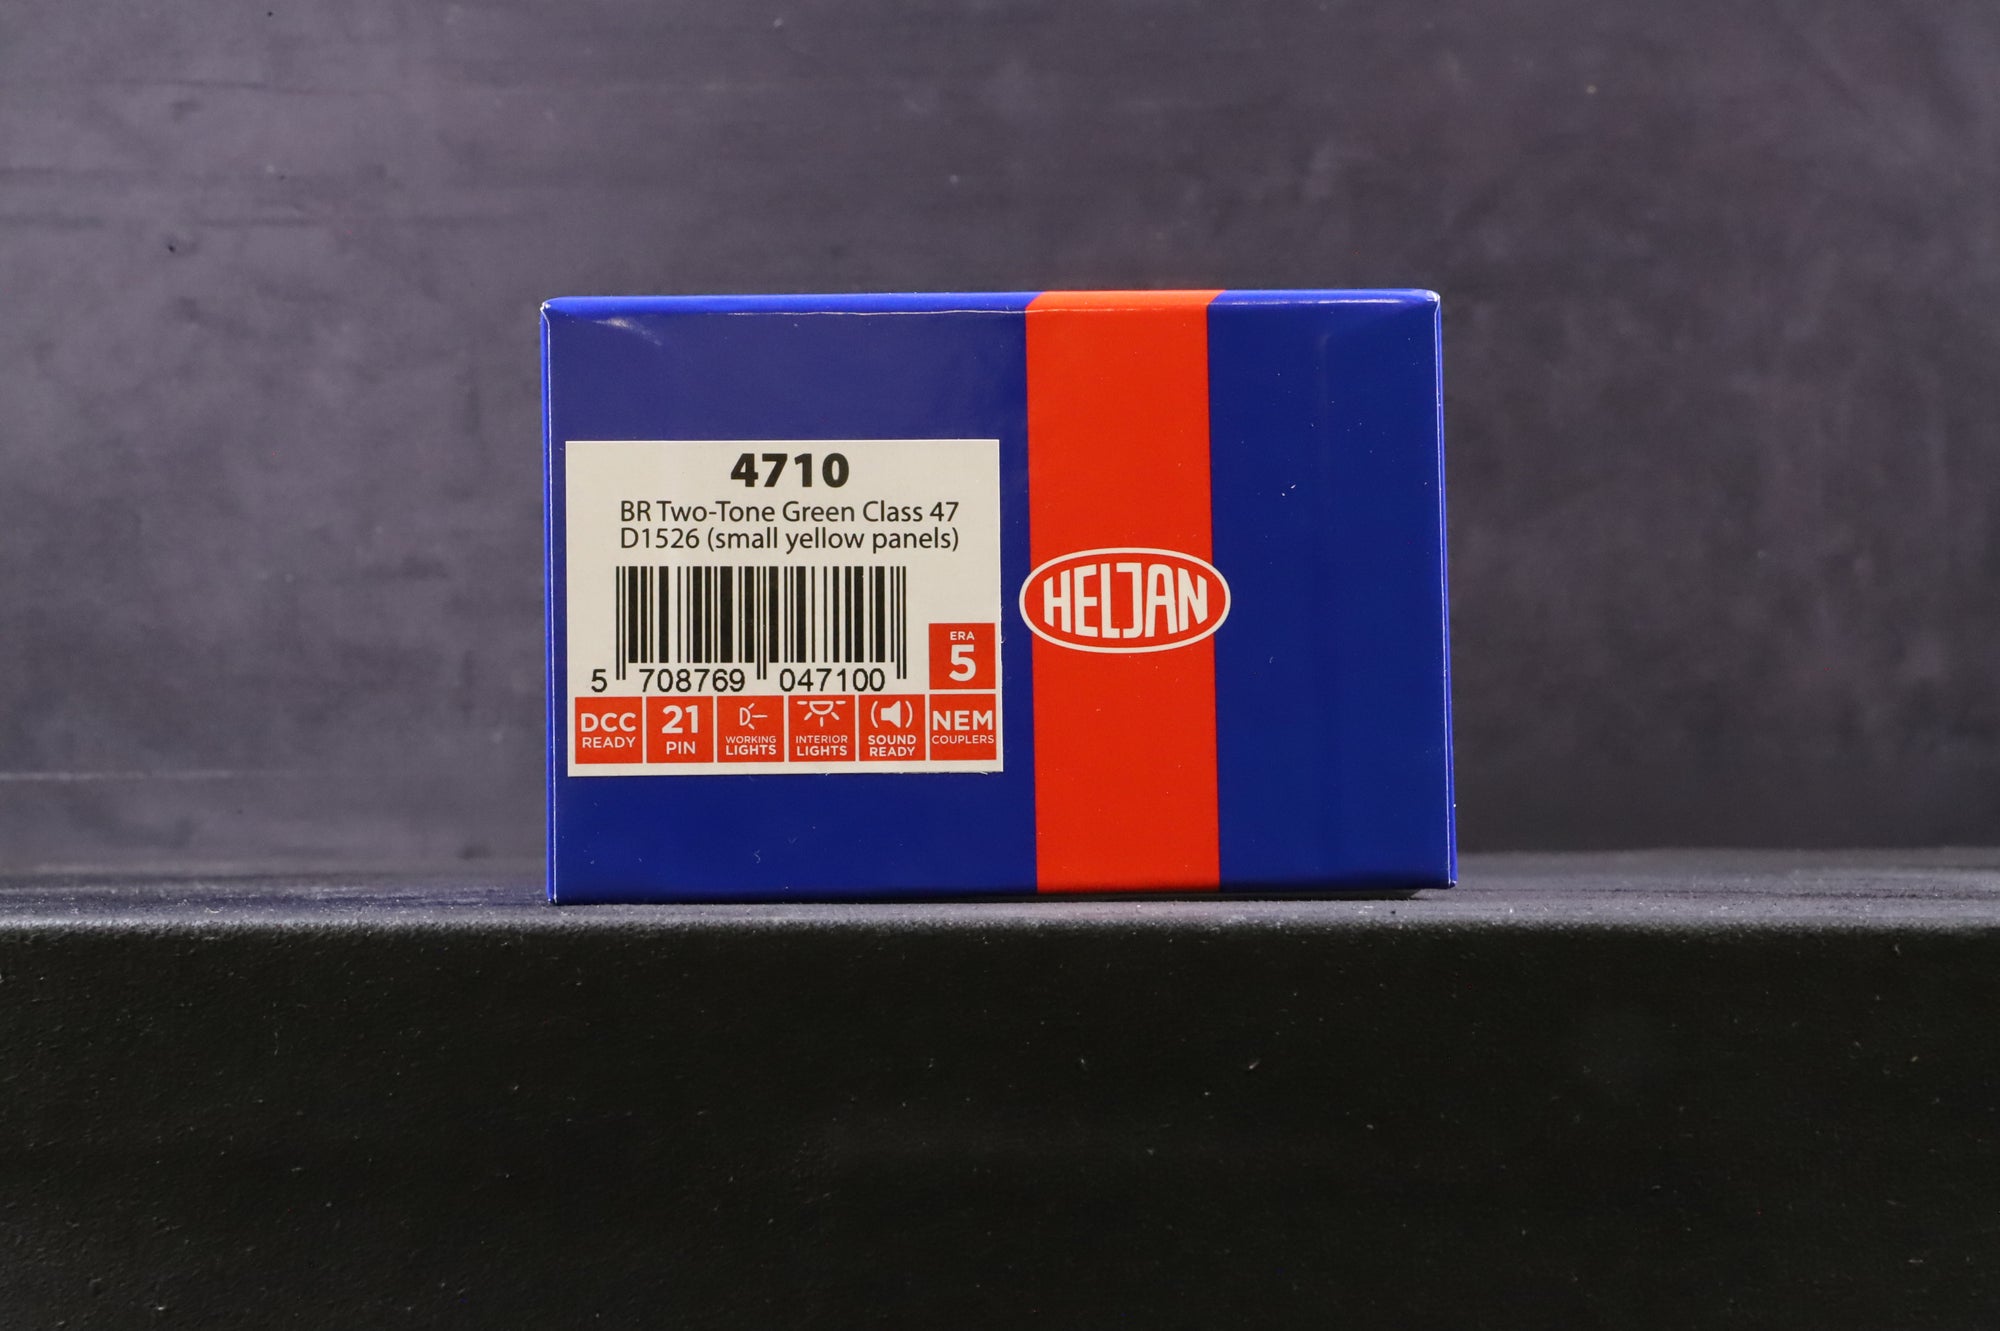 4710
BR Two-Tone Green Class 47
D1526 (small yellow panels)
5 708769 047100
ERA
5
DCC
READY
21
PIN
WORKING
LIGHTS
INTERIOR
LIGHTS
SOUND
READY
NEM
COUPLERS
HELJAN